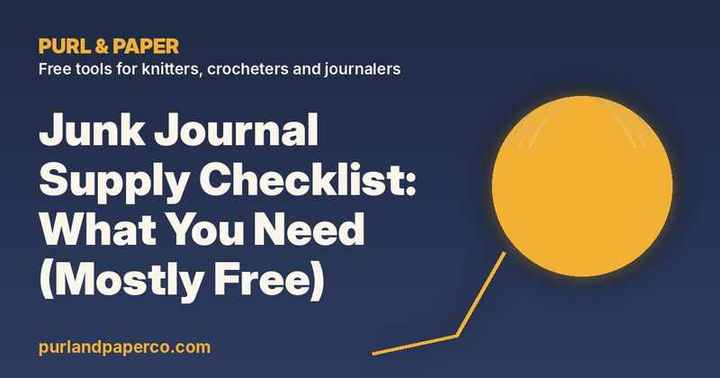 PURL & PAPER
Free tools for knitters, crocheters and journalers
Junk Journal
Supply Checklist:
What You Need
(Mostly Free)
purlandpaperco.com